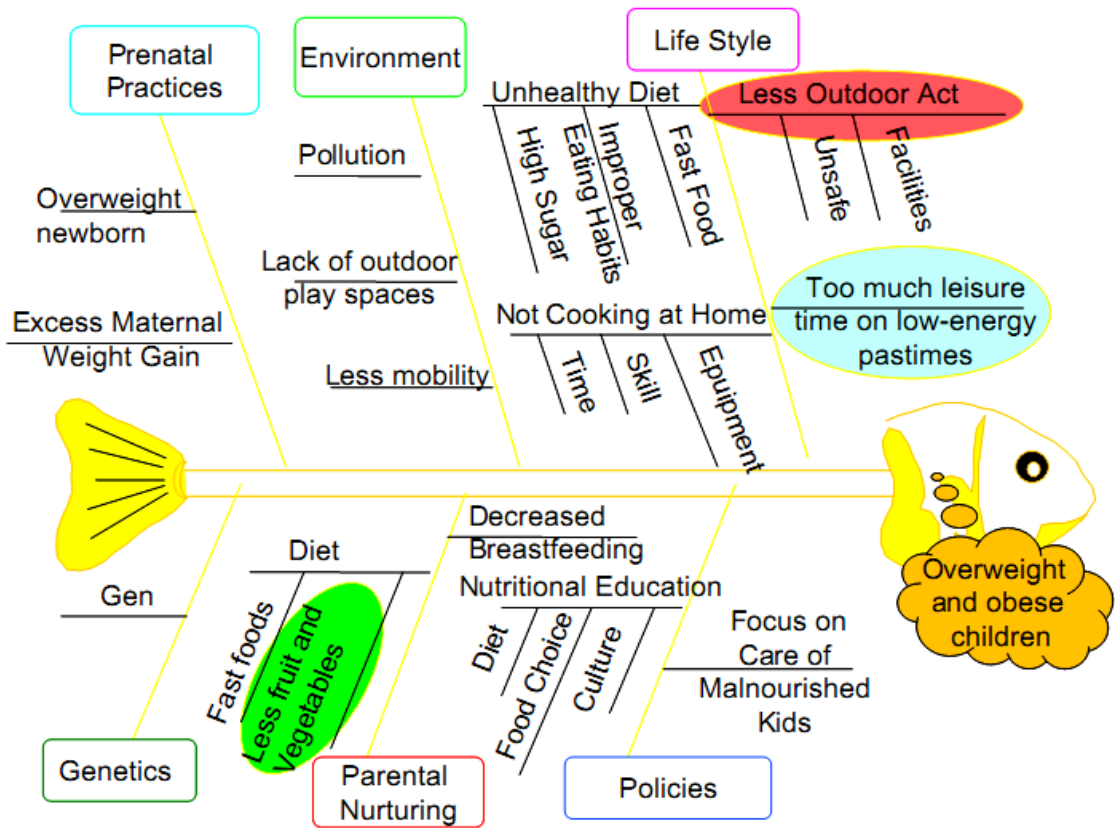 Prenatal
Practices
Environment
Life Style
Overweight
newborn
Excess Maternal
Weight Gain
Pollution
Lack of outdoor
play spaces
Less mobility
Unhealthy Diet
High Sugar
Improper
Eating Habits
Fast Food
Less Outdoor Act
Unsafe
Facilities
Not Cooking at Home
Time
Skill
Epuipment
Too much leisure
time on low-energy
pastimes
Overweight
and obese
children
Gen
Diet
Fast foods
Less fruit and
Vegetables
Decreased
Breastfeeding
Nutritional Education
Diet
Food Choice
Culture
Focus on
Care of
Malnourished
Kids
Genetics
Parental
Nurturing
Policies